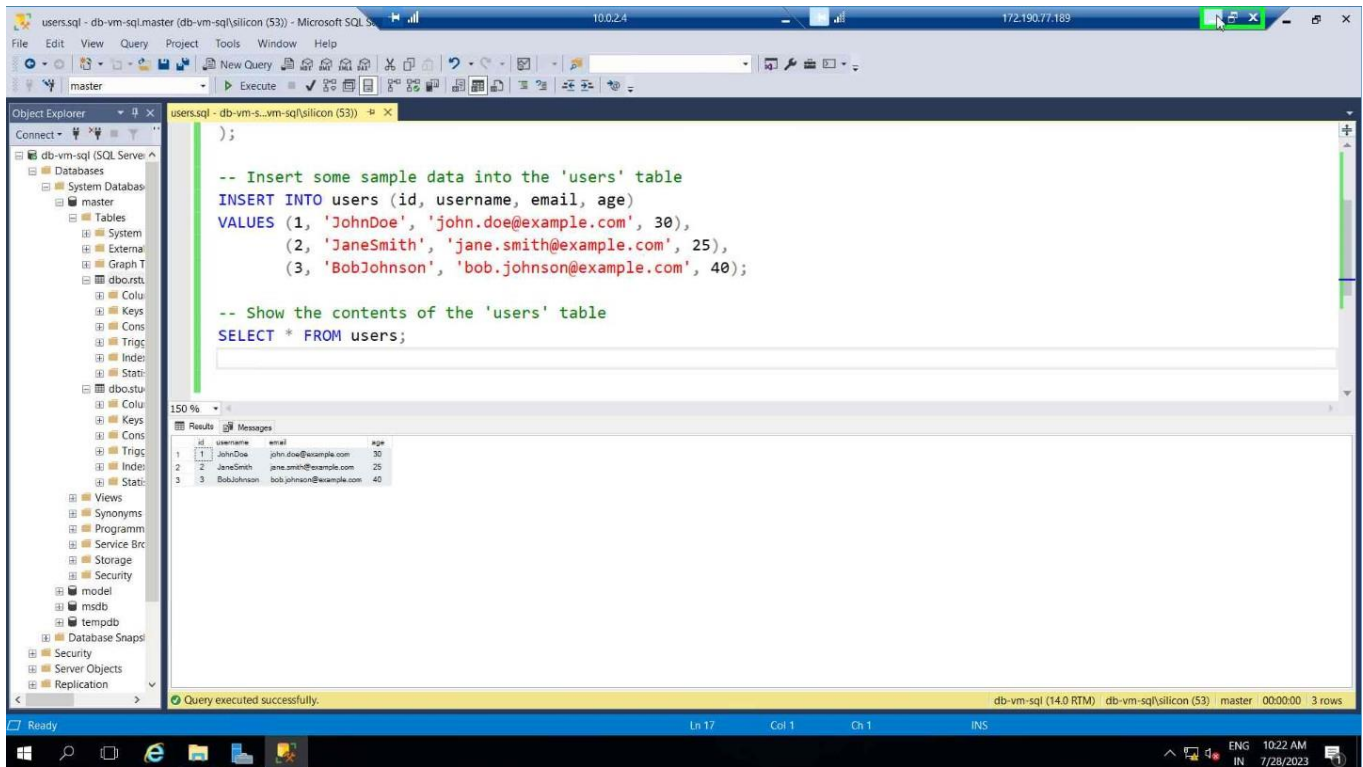 users.sql - db-vm-sql.master (db-vm-sql\silicon (53)) - Microsoft SQL
10.0.2.4
172.190.77.189
File Edit View Query Project Tools Window Help
New Query
master
Execute
Object Explorer
users.sql - db-vm-s...vm-sql\silicon (53))
Connect
db-vm-sql (SQL Server
Databases
System Databas
master
Tables
System
Externa
Graph T
dbo.rstu
Colu
Keys
Cons
Trigg
Index
Statis
dbo.stu
Colu
Keys
Cons
Trigg
Index
Statis
Views
Synonyms
Programm
Service Bro
Storage
Security
model
msdb
tempdb
Database Snaps
Security
Server Objects
Replication
);
-- Insert some sample data into the 'users' table
INSERT INTO users (id, username, email, age)
VALUES (1, 'JohnDoe', 'john.doe@example.com', 30),
(2, 'JaneSmith', 'jane.smith@example.com', 25),
(3, 'BobJohnson', 'bob.johnson@example.com', 40);
-- Show the contents of the 'users' table
SELECT * FROM users;
150 %
Results Messages
id username email age
1 1 JohnDoe john.doe@example.com 30
2 2 JaneSmith jane.smith@example.com 25
3 3 BobJohnson bob.johnson@example.com 40
Query executed successfully.
db-vm-sql (14.0 RTM) db-vm-sql\silicon (53) master 00:00:00 3 rows
Ready Ln 17 Col 1 Ch 1 INS
ENG 10:22 AM
IN 7/28/2023